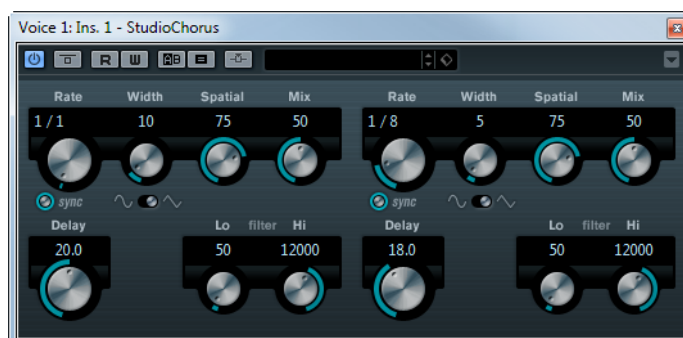 Voice 1: Ins. 1 - StudioChorus
R W AB
Rate Width Spatial Mix Rate Width Spatial Mix
1 / 1 10 75 50 1 / 8 5 75 50
sync sync
Delay Lo filter Hi Delay Lo filter Hi
20.0 50 12000 18.0 50 12000